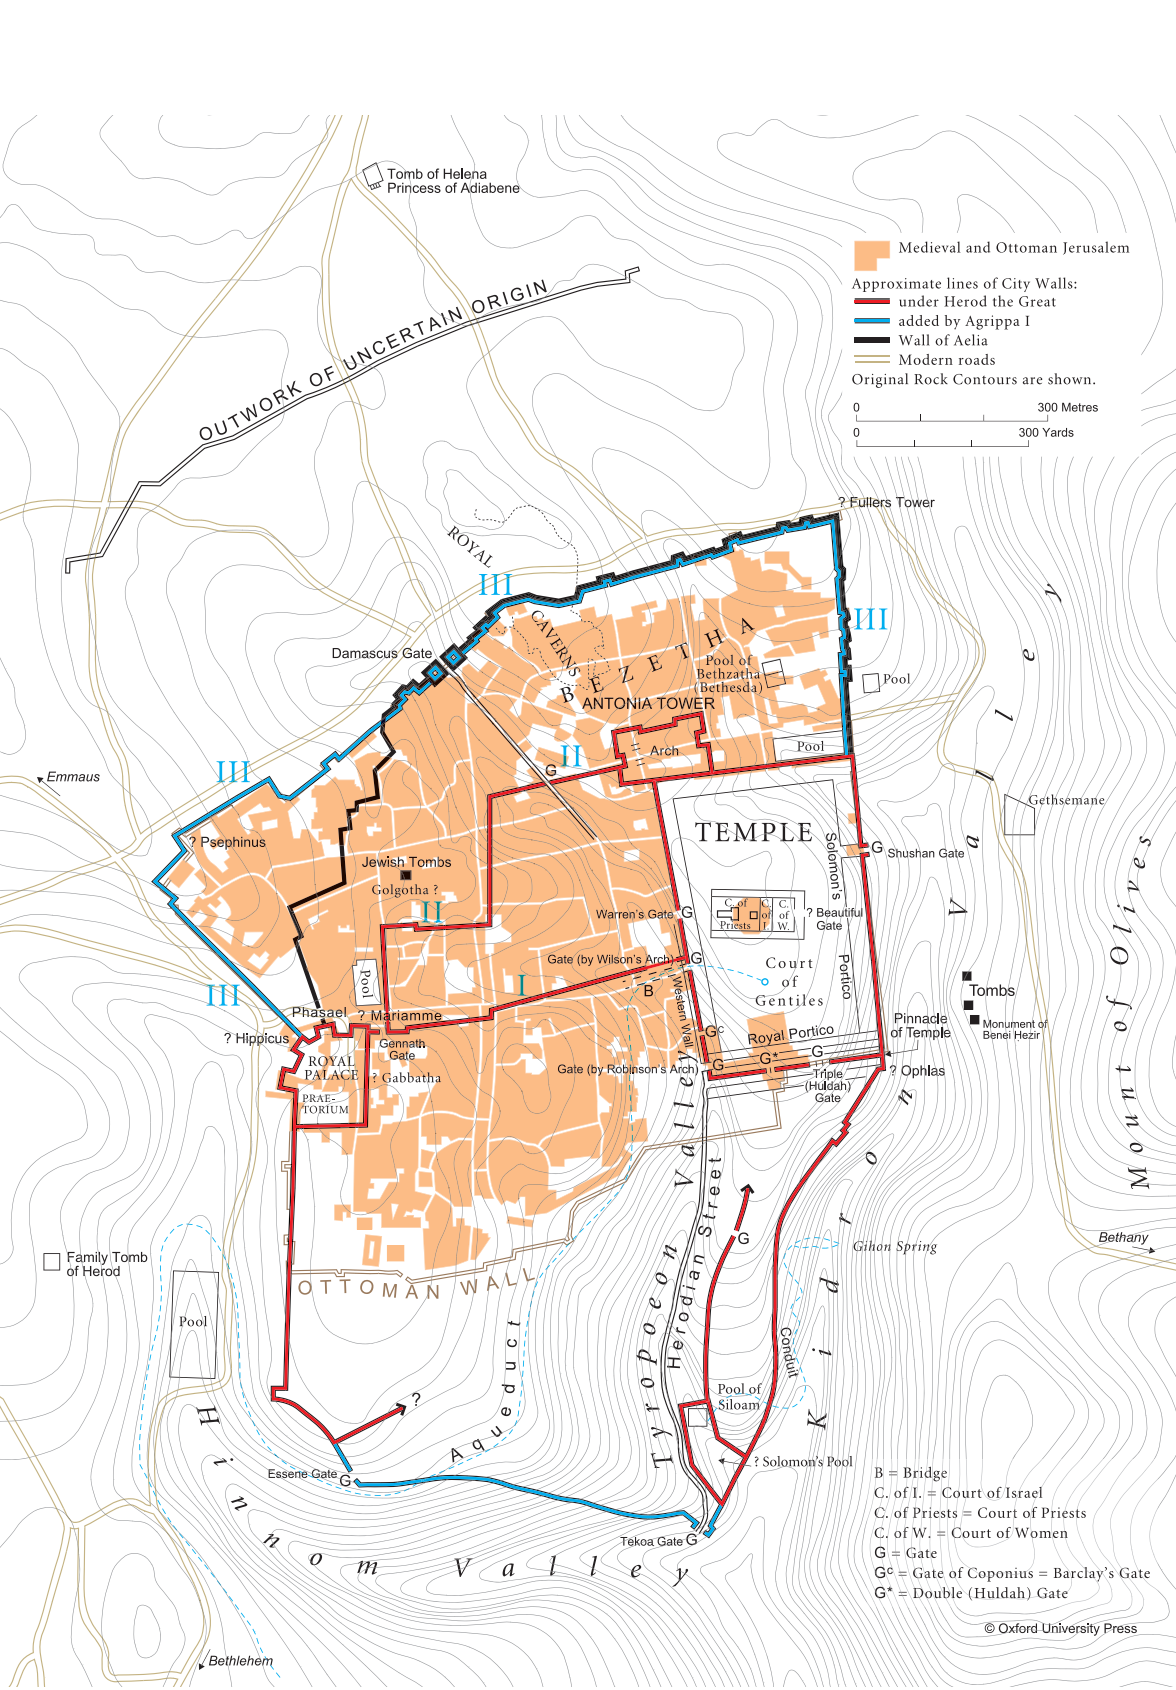 Tomb of Helena
Princess of Adiabene
Medieval and Ottoman Jerusalem
Approximate lines of City Walls:
under Herod the Great
added by Agrippa I
Wall of Aelia
Modern roads
Original Rock Contours are shown.
0 300 Metres
0 300 Yards
OUTWORK OF UNCERTAIN ORIGIN
? Fullers Tower
ROYAL
CAVERNS
III
III
Damascus Gate
BEZETHA
Pool of
Bethzatha
(Bethesda)
Pool
ANTONIA TOWER
Arch
Pool
II
G
III
Emmaus
Gethsemane
? Psephinus
TEMPLE
Solomon's
Portico
G Shushan Gate
Jewish Tombs
Golgotha ?
II
Warren's Gate G
C. of
Priests
C.
of
I.
C.
of
W.
? Beautiful
Gate
Gate (by Wilson's Arch) G
Court
of
Gentiles
B
Western Wall
Pool
I
III
Tombs
Monument of
Benei Hezir
Phasael
? Mariamme
? Hippicus
Gennath
Gate
Gc
Royal Portico
Pinnacle
of Temple
ROYAL
PALACE
PRAE-
TORIUM
? Gabbatha
Gate (by Robinson's Arch) G
G*
G
Triple
(Huldah)
Gate
? Ophlas
Kidron Valley
Mount of Olives
Tyropoeon Valley
Herodian Street
G
Gihon Spring
Bethany
Family Tomb
of Herod
Pool
OTTOMAN WALL
Conduit
Aqueduct
?
Pool of
Siloam
? Solomon's Pool
Essene Gate G
Tekoa Gate G
Hinnom Valley
Bethlehem
B = Bridge
C. of I. = Court of Israel
C. of Priests = Court of Priests
C. of W. = Court of Women
G = Gate
Gc = Gate of Coponius = Barclay's Gate
G* = Double (Huldah) Gate
© Oxford University Press